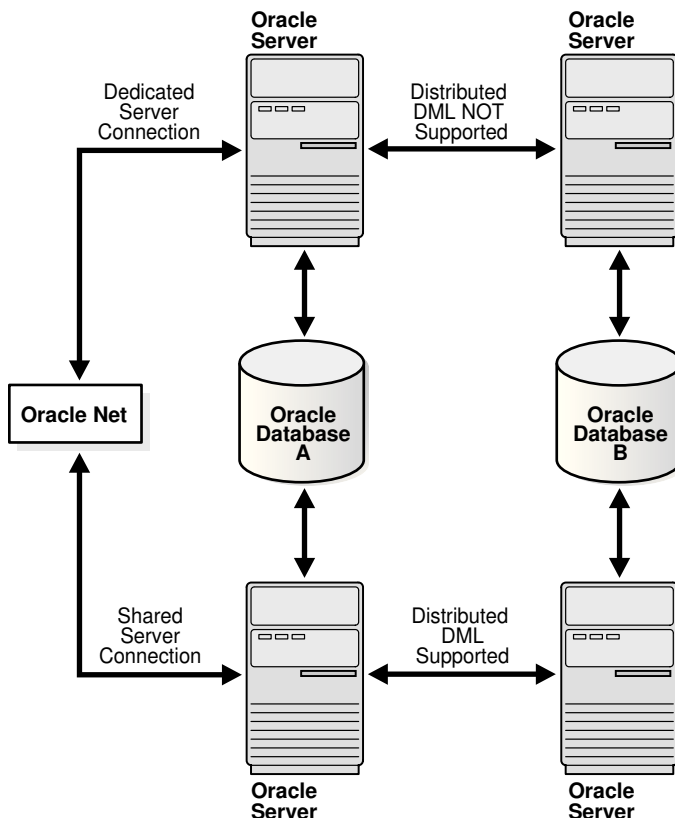 Oracle
Server
Oracle
Server
Dedicated
Server
Connection
Distributed
DML NOT
Supported
Oracle Net
Oracle
Database
A
Oracle
Database
B
Shared
Server
Connection
Distributed
DML
Supported
Oracle
Server
Oracle
Server